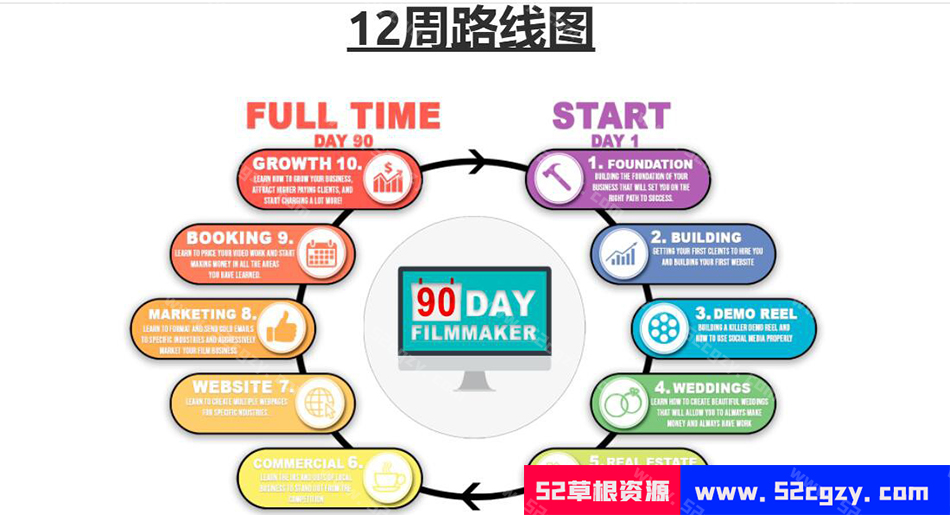 12周路线图
FULL TIME
DAY 90
START
DAY 1
GROWTH 10.
LEARN HOW TO GROW YOUR BUSINESS,
ATTRACT HIGHER PAYING CLIENTS, AND
START CHARGING A LOT MORE!
1. FOUNDATION
BUILDING THE FOUNDATION OF YOUR
BUSINESS THAT WILL SET YOU ON THE
RIGHT PATH TO SUCCESS.
BOOKING 9.
LEARN TO PRICE YOUR VIDEO WORK AND START
MAKING MONEY IN ALL THE AREAS
YOU HAVE LEARNED.
2. BUILDING
GETTING YOUR FIRST CLEINTS TO HIRE YOU
AND BUILDING YOUR FIRST WEBSITE
MARKETING 8.
LEARN TO FORMAT AND SEND COLD EMAILS
TO SPECIFIC INDUSTRIES AND AGGRESSIVELY
MARKET YOUR FILM BUSINESS
3. DEMO REEL
BUILDING A KILLER DEMO REEL AND
HOW TO USE SOCIAL MEDIA PROPERLY
90 DAY
FILMMAKER
WEBSITE 7.
LEARN TO CREATE MULTIPLE WEBPAGES
FOR SPECIFIC INDUSTRIES.
4. WEDDINGS
LEARN HOW TO CREATE BEAUTIFUL WEDDINGS
THAT WILL ALLOW YOU TO ALWAYS MAKE
MONEY AND ALWAYS HAVE WORK
COMMERCIAL 6.
LEARN THE INS AND OUTS OF LOCAL
BUSINESS TO STAND OUT FROM THE
COMPETITION
5. REAL ESTATE
52草根资源
www.52cgzy.com